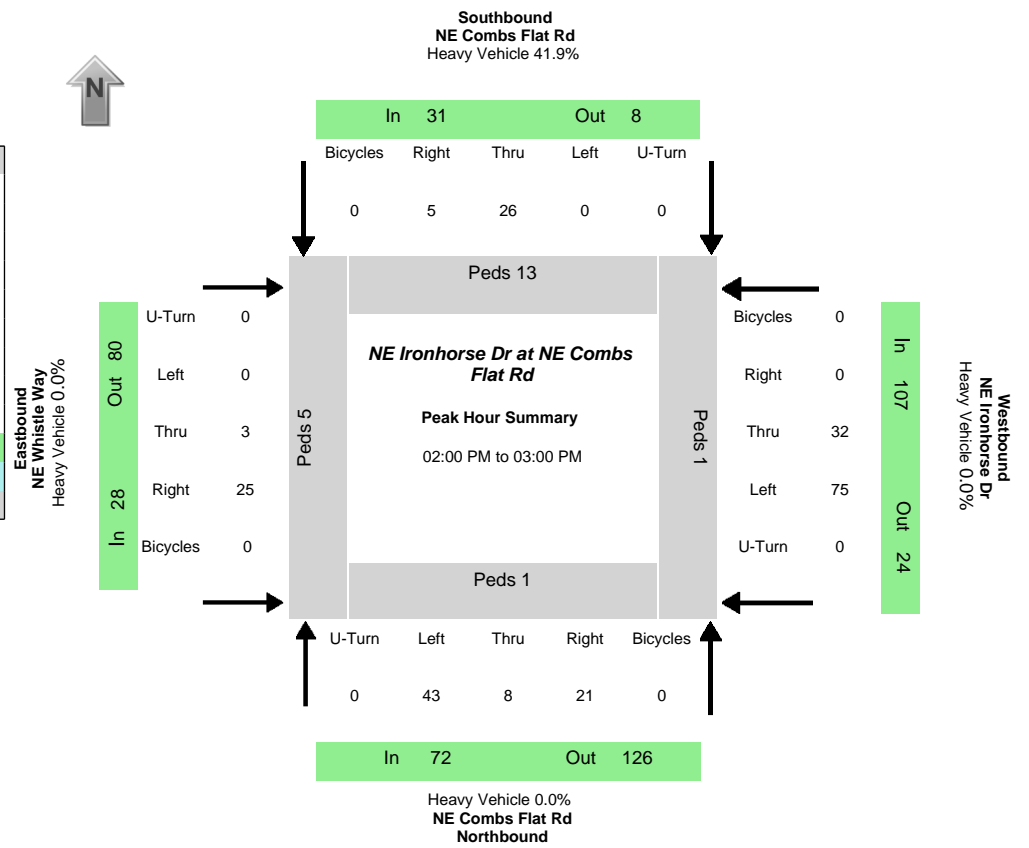 Southbound
NE Combs Flat Rd
Heavy Vehicle 41.9%
N
In 31 Out 8
Bicycles Right Thru Left U-Turn
0 5 26 0 0
Peds 13
Eastbound
NE Whistle Way
Heavy Vehicle 0.0%
Out 80
In 28
U-Turn 0
Left 0
Thru 3
Right 25
Bicycles 0
Peds 5
NE Ironhorse Dr at NE Combs
Flat Rd
Peak Hour Summary
02:00 PM to 03:00 PM
Peds 1
Bicycles 0
Right 0
Thru 32
Left 75
U-Turn 0
In 107
Out 24
Westbound
NE Ironhorse Dr
Heavy Vehicle 0.0%
Peds 1
U-Turn Left Thru Right Bicycles
0 43 8 21 0
In 72 Out 126
Heavy Vehicle 0.0%
NE Combs Flat Rd
Northbound